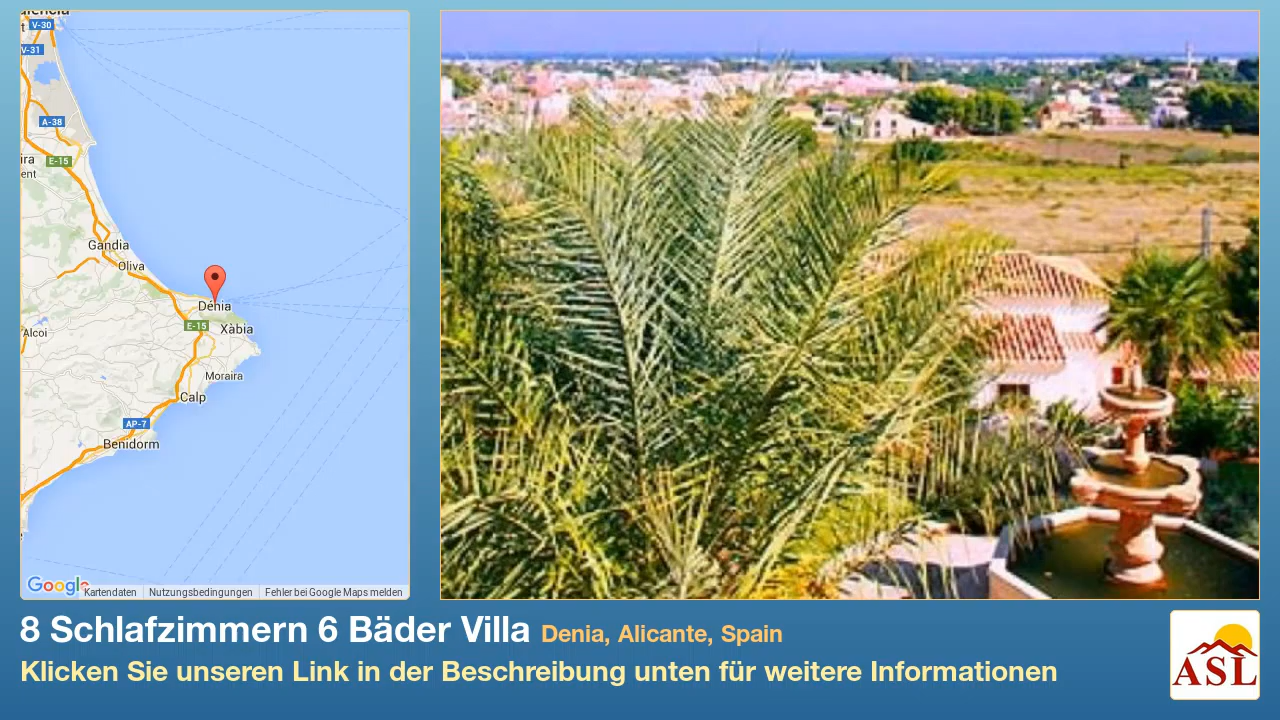 V-30
V-31
A-38
E-15
Gandia
Oliva
Dénia
E-15
Xàbia
Alcoi
Moraira
Calp
AP-7
Benidorm
Google
Kartendaten Nutzungsbedingungen Fehler bei Google Maps melden
8 Schlafzimmern 6 Bäder Villa Denia, Alicante, Spain
Klicken Sie unseren Link in der Beschreibung unten für weitere Informationen
ASL